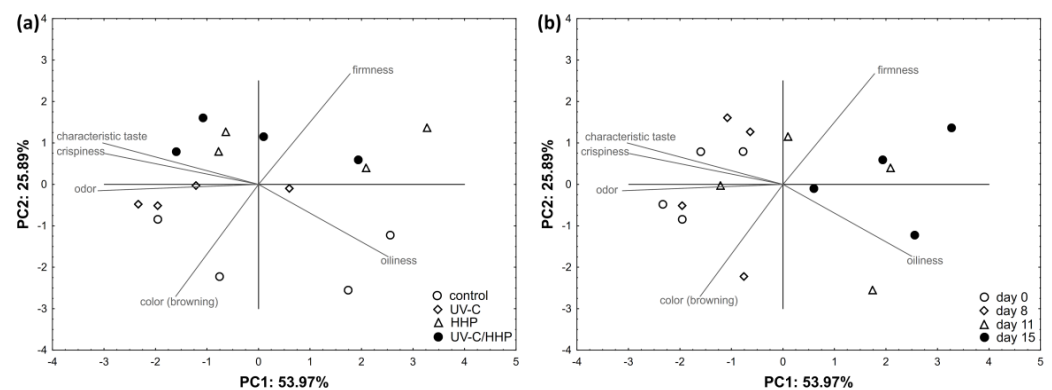 (a)
4
3
2
1
0
-1
-2
-3
-4
PC2: 25.89%
firmness
characteristic taste
crispiness
odor
oiliness
color (browning)
control
UV-C
HHP
UV-C/HHP
-4 -3 -2 -1 0 1 2 3 4 5
PC1: 53.97%
(b)
4
3
2
1
0
-1
-2
-3
-4
PC2: 25.89%
firmness
characteristic taste
crispiness
odor
oiliness
color (browning)
day 0
day 8
day 11
day 15
-4 -3 -2 -1 0 1 2 3 4 5
PC1: 53.97%